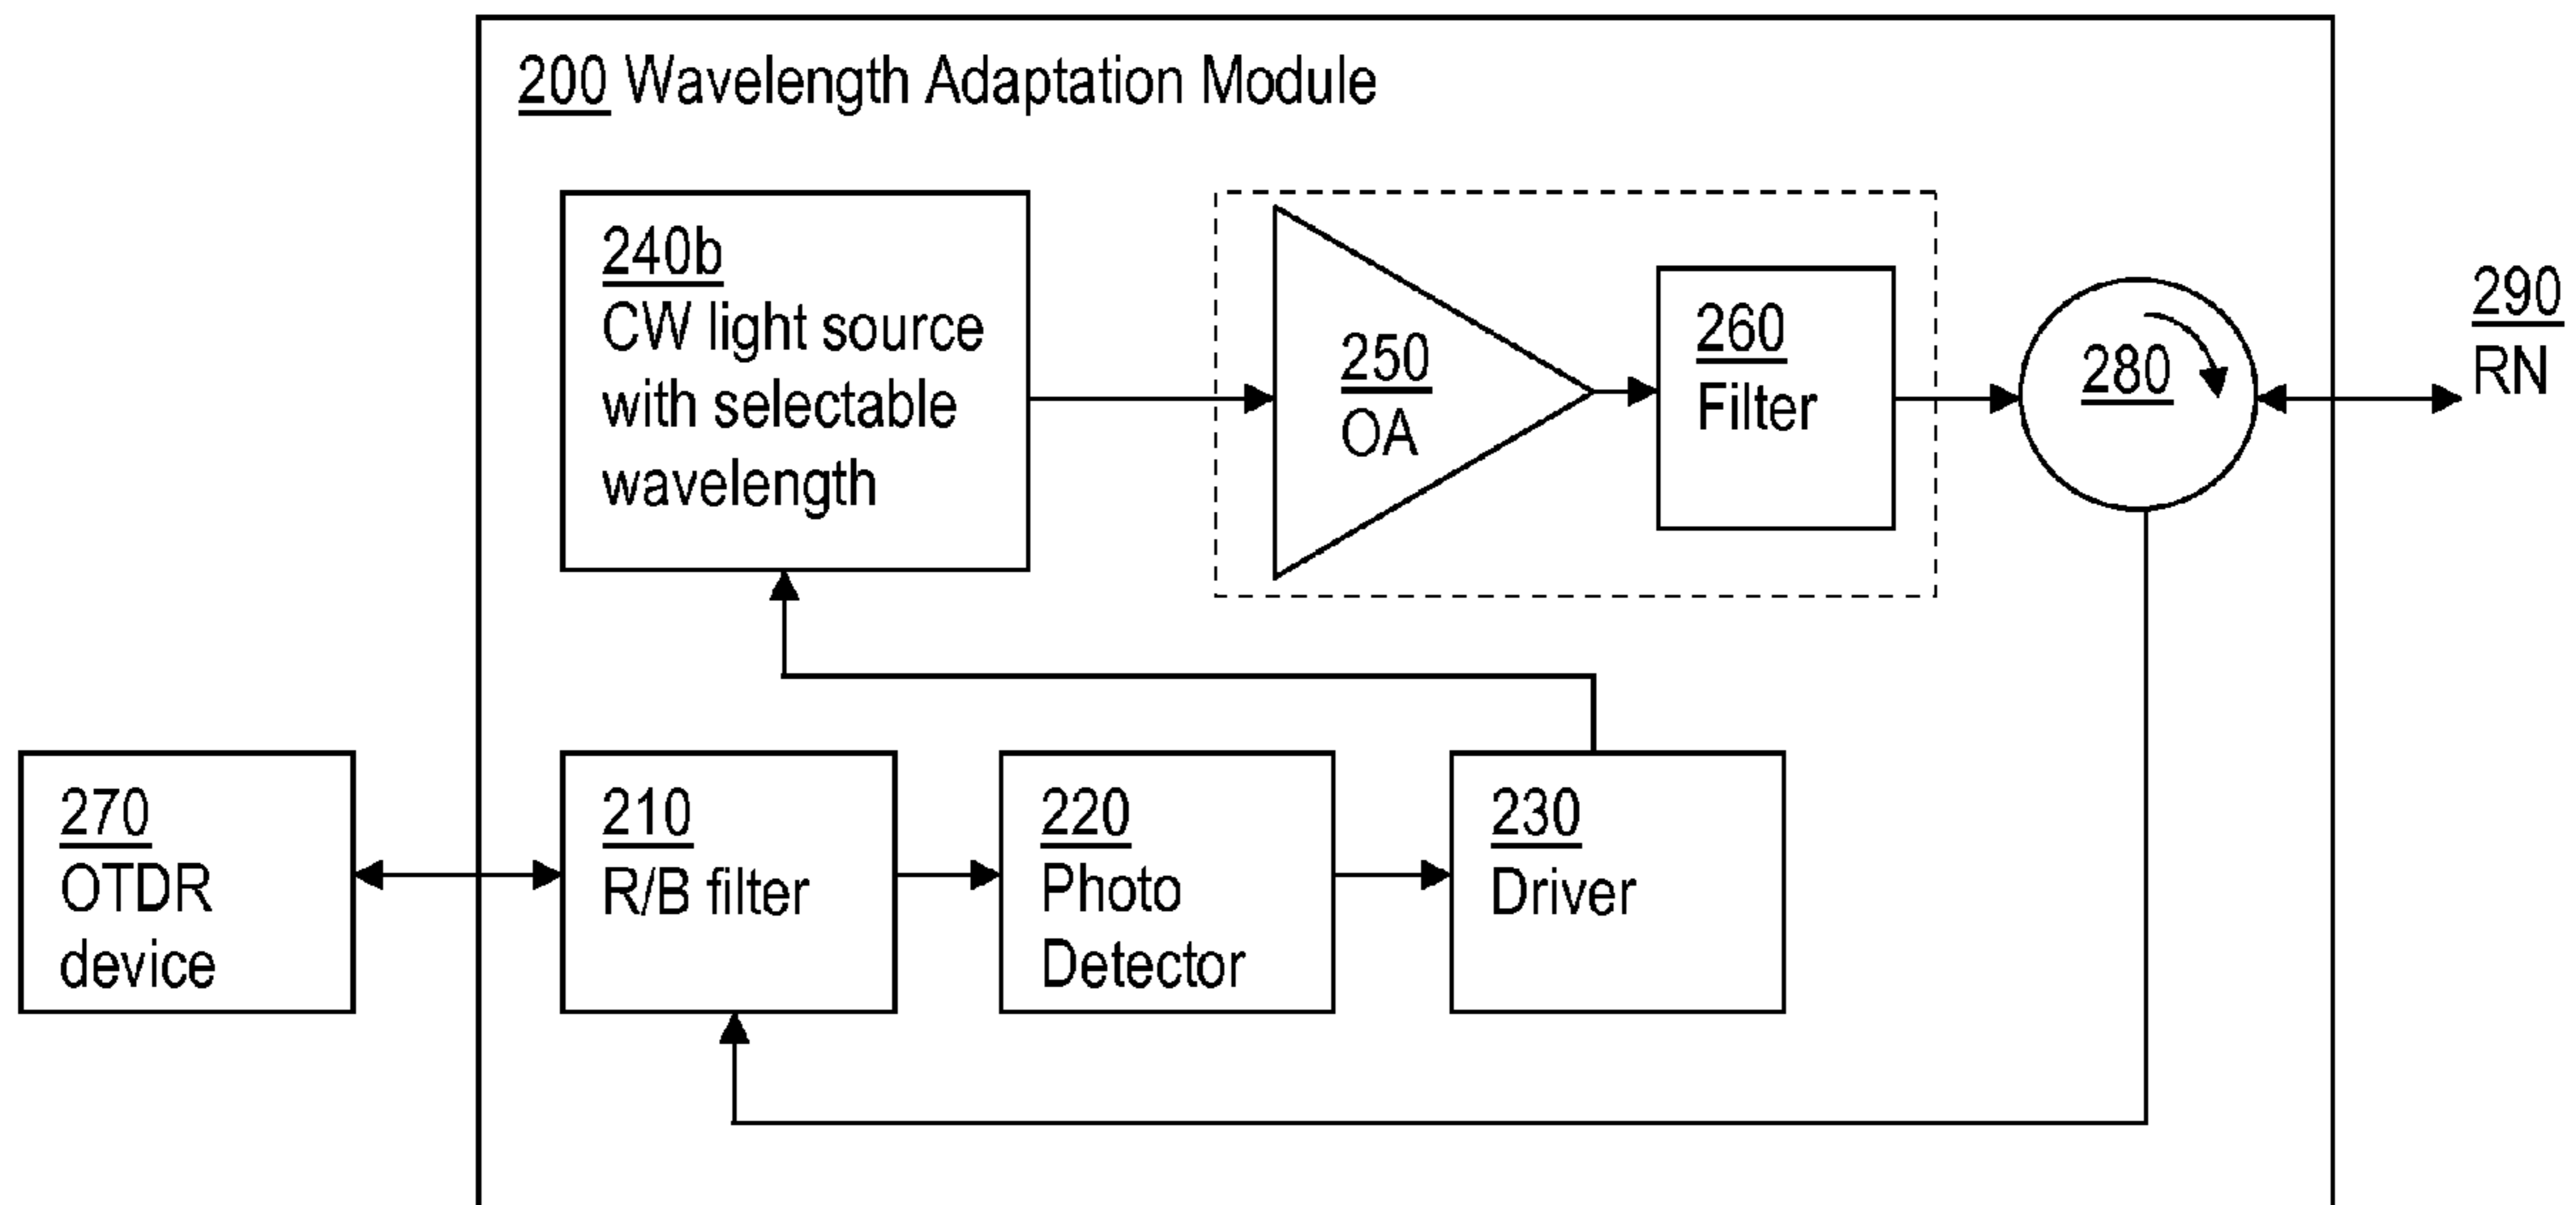 200 Wavelength Adaptation Module
240b
CW light source
with selectable
wavelength
250
OA
260
Filter
280
290
RN
270
OTDR
device
210
R/B filter
220
Photo
Detector
230
Driver